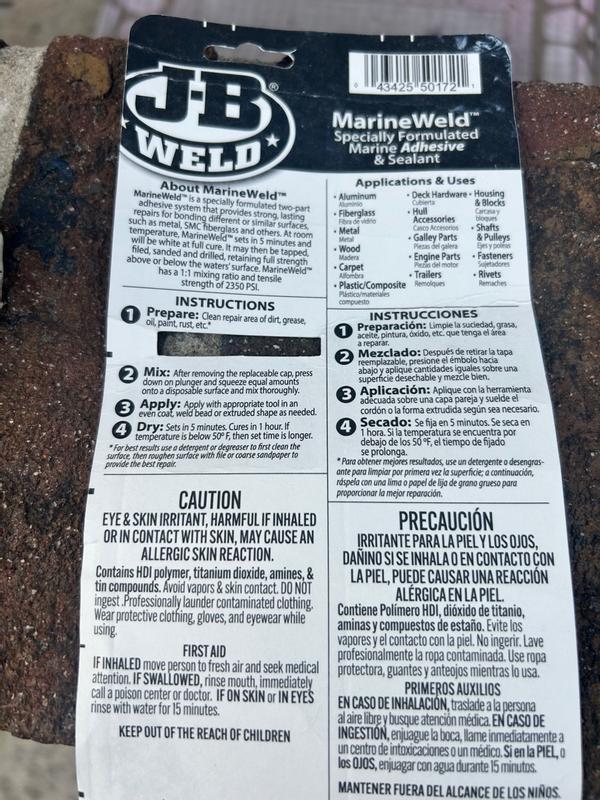 J-B®
WELD
0 43425 50172 1
MarineWeld™
Specially Formulated
Marine Adhesive
& Sealant
About MarineWeld™
MarineWeld™ is a specially formulated two-part
adhesive system that provides strong, lasting
repairs for bonding different or similar surfaces,
such as metal, SMC fiberglass and others. At room
temperature, MarineWeld™ sets in 5 minutes and
will be white at full cure. It may then be tapped,
filed, sanded and drilled, retaining full strength
above or below the waters' surface. MarineWeld™
has a 1:1 mixing ratio and tensile
strength of 2350 PSI.
Applications & Uses
• Aluminum
Aluminio
• Fiberglass
Fibra de vidrio
• Metal
Metal
• Wood
Madera
• Carpet
Alfombra
• Plastic/Composite
Plástico/materiales
compuesto
• Deck Hardware
Cubierta
• Hull
Accessories
Casco Accesorios
• Galley Parts
Piezas del galera
• Engine Parts
Piezas del motor
• Trailers
Remolques
• Housing
& Blocks
Carcasa y
bloques
• Shafts
& Pulleys
Ejes y poleas
• Fasteners
Sujetadores
• Rivets
Remaches
INSTRUCTIONS
1 Prepare: Clean repair area of dirt, grease,
oil, paint, rust, etc.*
2 Mix: After removing the replaceable cap, press
down on plunger and squeeze equal amounts
onto a disposable surface and mix thoroughly.
3 Apply: Apply with appropriate tool in an
even coat, weld bead or extruded shape as needed.
4 Dry: Sets in 5 minutes. Cures in 1 hour. If
temperature is below 50° F, then set time is longer.
* For best results use a detergent or degreaser to first clean the
surface, then roughen surface with file or coarse sandpaper to
provide the best repair.
INSTRUCCIONES
1 Preparación: Limpie la suciedad, grasa,
aceite, pintura, óxido, etc. que tenga el área
a reparar.
2 Mezclado: Después de retirar la tapa
reemplazable, presione el émbolo hacia
abajo y aplique cantidades iguales sobre una
superficie desechable y mezcle bien.
3 Aplicación: Aplique con la herramienta
adecuada sobre una capa pareja y suelde el
cordón o la forma extrudida según sea necesario.
4 Secado: Se fija en 5 minutos. Se seca en
1 hora. Si la temperatura se encuentra por
debajo de los 50 °F, el tiempo de fijado
se prolonga.
* Para obtener mejores resultados, use un detergente o desengras-
ante para limpiar por primera vez la superficie; a continuación,
ráspela con una lima o papel de lija de grano grueso para
proporcionar la mejor reparación.
CAUTION
EYE & SKIN IRRITANT, HARMFUL IF INHALED
OR IN CONTACT WITH SKIN, MAY CAUSE AN
ALLERGIC SKIN REACTION.
Contains HDI polymer, titanium dioxide, amines, &
tin compounds. Avoid vapors & skin contact. DO NOT
ingest .Professionally launder contaminated clothing.
Wear protective clothing, gloves, and eyewear while
using.
FIRST AID
IF INHALED move person to fresh air and seek medical
attention. IF SWALLOWED, rinse mouth, immediately
call a poison center or doctor. IF ON SKIN or IN EYES
rinse with water for 15 minutes.
KEEP OUT OF THE REACH OF CHILDREN
PRECAUCIÓN
IRRITANTE PARA LA PIEL Y LOS OJOS,
DAÑINO SI SE INHALA O EN CONTACTO CON
LA PIEL, PUEDE CAUSAR UNA REACCIÓN
ALÉRGICA EN LA PIEL.
Contiene Polímero HDI, dióxido de titanio,
aminas y compuestos de estaño. Evite los
vapores y el contacto con la piel. No ingerir. Lave
profesionalmente la ropa contaminada. Use ropa
protectora, guantes y anteojos mientras lo usa.
PRIMEROS AUXILIOS
EN CASO DE INHALACIÓN, traslade a la persona
al aire libre y busque atención médica. EN CASO DE
INGESTIÓN, enjuague la boca, llame inmediatamente a
un centro de intoxicaciones o un médico. Si en la PIEL, o
los OJOS, enjuagar con agua durante 15 minutos.
MANTENER FUERA DEL ALCANCE DE LOS NIÑOS.